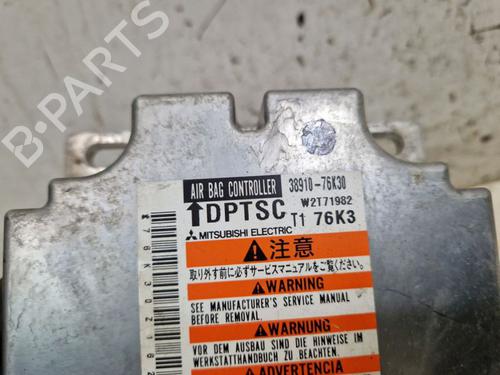 B-PARTS
AIR BAG CONTROLLER 38910-76K30
↑DPTSC W2T71982
T↑ 76K3
MITSUBISHI ELECTRIC
⚠注意
取り外す前に必ずサービスマニュアルをご覧ください。
⚠WARNING
SEE MANUFACTURER'S SERVICE MANUAL
BEFORE REMOVAL.
⚠WARNUNG
VOR DEM AUSBAU SIND DIE HINWEISE IM
WERKSTATTHANDBUCH ZU BEACHTEN.
⚠ADVERTENCIA